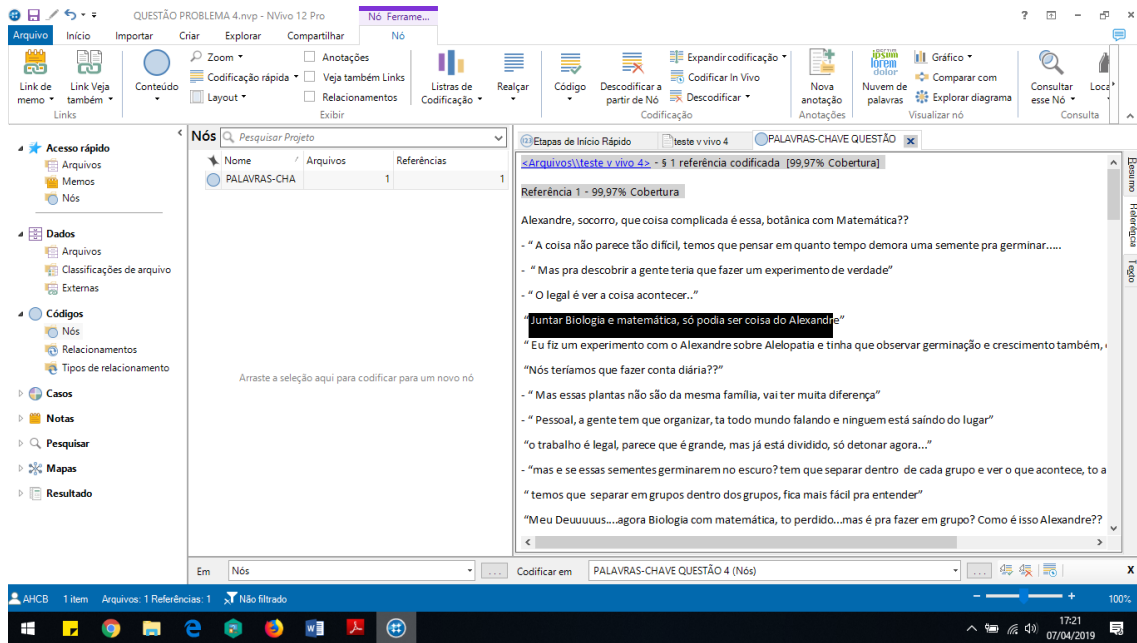 QUESTÃO PROBLEMA 4.nvp - NVivo 12 Pro
Nó Ferrame...
Arquivo Início Importar Criar Explorar Compartilhar Nó
Link de memo
Link Veja também
Links
Conteúdo
Zoom
Codificação rápida
Layout
Anotações
Veja também Links
Relacionamentos
Exibir
Listras de Codificação
Realçar
Código
Descodificar a partir de Nó
Expandir codificação
Codificar In Vivo
Descodificar
Codificação
Nova anotação
Anotações
Nuvem de palavras
Gráfico
Comparar com
Explorar diagrama
Visualizar nó
Consultar esse Nó
Loca
Consulta
Acesso rápido
Arquivos
Memos
Nós
Dados
Arquivos
Classificações de arquivo
Externas
Códigos
Nós
Relacionamentos
Tipos de relacionamento
Casos
Notas
Pesquisar
Mapas
Resultado
Nós Pesquisar Projeto
Nome Arquivos Referências
PALAVRAS-CHA 1 1
Arraste a seleção aqui para codificar para um novo nó
Etapas de Início Rápido teste v vivo 4 PALAVRAS-CHAVE QUESTÃO
<Arquivos\\teste v vivo 4> - § 1 referência codificada [99,97% Cobertura]
Referência 1 - 99,97% Cobertura
Alexandre, socorro, que coisa complicada é essa, botânica com Matemática??
- “ A coisa não parece tão difícil, temos que pensar em quanto tempo demora uma semente pra germinar.....
- “ Mas pra descobrir a gente teria que fazer um experimento de verdade”
- “ O legal é ver a coisa acontecer..”
“ Juntar Biologia e matemática, só podia ser coisa do Alexandre”
“ Eu fiz um experimento com o Alexandre sobre Alelopatia e tinha que observar germinação e crescimento também,
“Nós teríamos que fazer conta diária??”
- “ Mas essas plantas não são da mesma família, vai ter muita diferença”
- “ Pessoal, a gente tem que organizar, ta todo mundo falando e ninguem está saíndo do lugar”
“o trabalho é legal, parece que é grande, mas já está dividido, só detonar agora...”
- “mas e se essas sementes germinarem no escuro? tem que separar dentro de cada grupo e ver o que acontece, to a
“ temos que separar em grupos dentro dos grupos, fica mais fácil pra entender”
“Meu Deuuuuus....agora Biologia com matemática, to perdido...mas é pra fazer em grupo? Como é isso Alexandre??
Resumo
Referência
Texto
Em Nós ... Codificar em PALAVRAS-CHAVE QUESTÃO 4 (Nós) ... X
AHCB 1 item Arquivos: 1 Referências: 1 Não filtrado 100%
17:21
07/04/2019